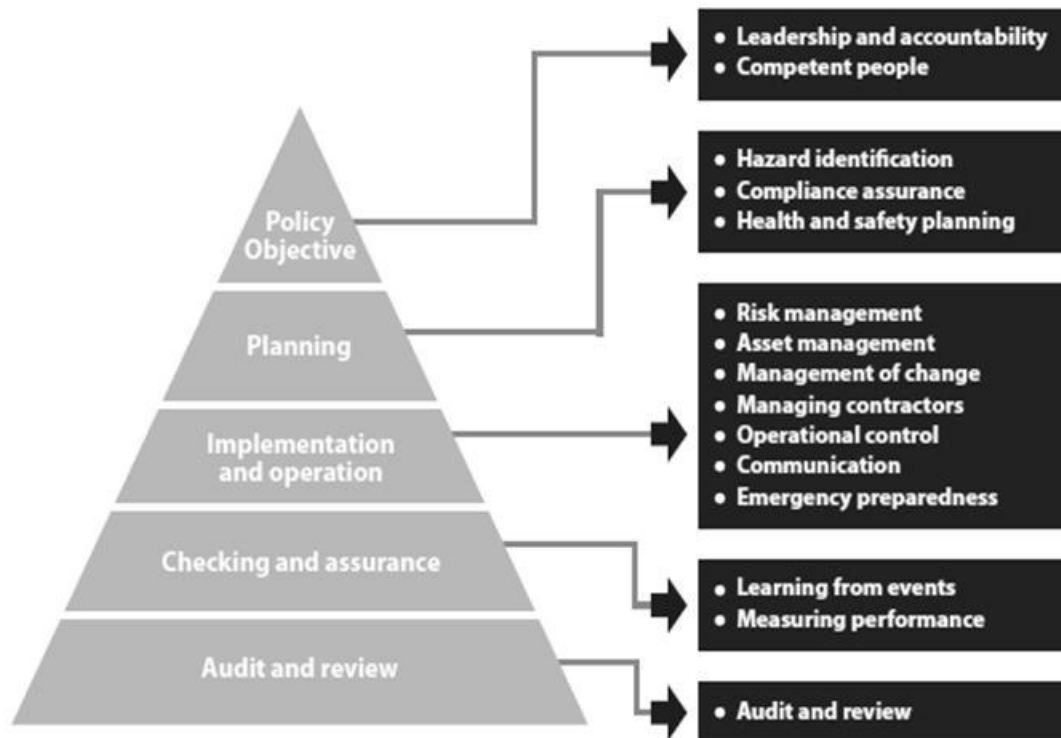 Policy
Objective
Planning
Implementation
and operation
Checking and assurance
Audit and review
● Leadership and accountability
● Competent people
● Hazard identification
● Compliance assurance
● Health and safety planning
● Risk management
● Asset management
● Management of change
● Managing contractors
● Operational control
● Communication
● Emergency preparedness
● Learning from events
● Measuring performance
● Audit and review